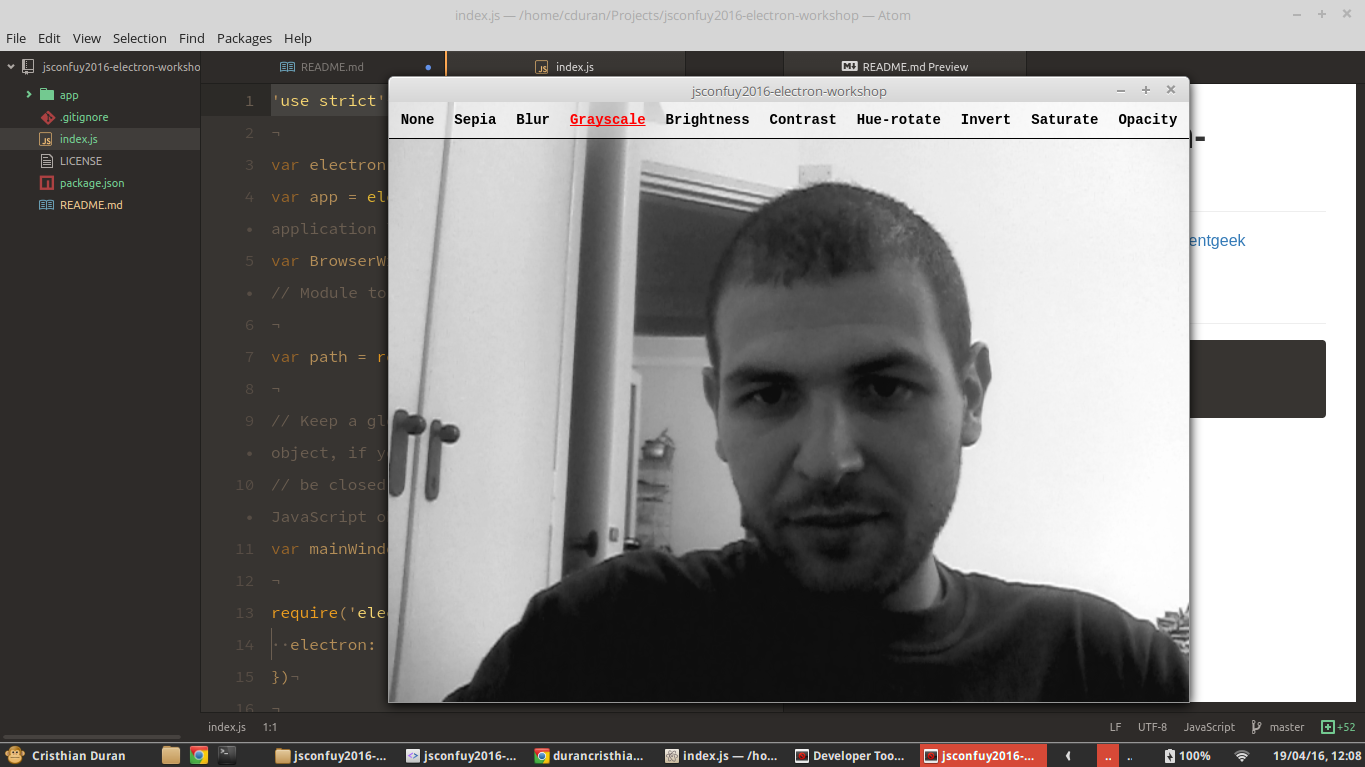 index.js — /home/cduran/Projects/jsconfuy2016-electron-workshop — Atom
File Edit View Selection Find Packages Help
jsconfuy2016-electron-worksho
app
.gitignore
index.js
LICENSE
package.json
README.md
README.md
index.js
README.md Preview
1 'use strict'
2 ¬
3 var electron
4 var app = ele
• application
5 var BrowserW
• // Module to
6 ¬
7 var path = re
8 ¬
9 // Keep a gl
• object, if y
10 // be closed
• JavaScript o
11 var mainWind
12 ¬
13 require('ele
14 ··electron:
15 })¬
16 ¬
jsconfuy2016-electron-workshop
None Sepia Blur Grayscale Brightness Contrast Hue-rotate Invert Saturate Opacity
entgeek
index.js 1:1
LF UTF-8 JavaScript master +52
Cristhian Duran jsconfuy2016-... jsconfuy2016-... durancristhia... index.js — /ho... Developer Too... jsconfuy2016-... .. .. 100% 19/04/16, 12:08